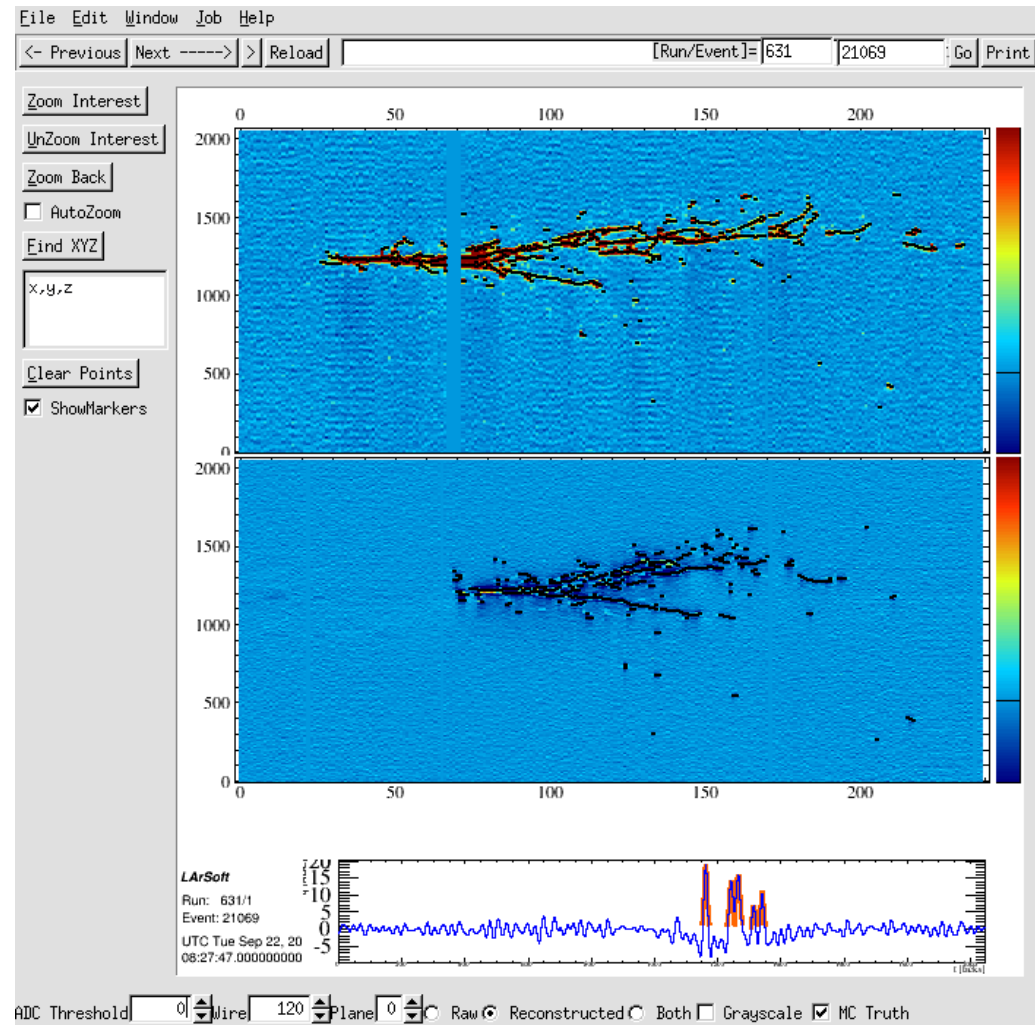 File Edit Window Job Help
<- Previous Next -----> > Reload [Run/Event]= 631 21069 Go Print
Zoom Interest
UnZoom Interest
Zoom Back
AutoZoom
Find XYZ
x,y,z
Clear Points
ShowMarkers
0 50 100 150 200
2000
1500
1000
500
0
2000
1500
1000
500
0
0 50 100 150 200
20
15
10
5
0
-5
t [ticks]
LArSoft
Run: 631/1
Event: 21069
UTC Tue Sep 22, 20
08:27:47.000000000
ADC Threshold 0 Wire 120 Plane 0 Raw Reconstructed Both Grayscale MC Truth